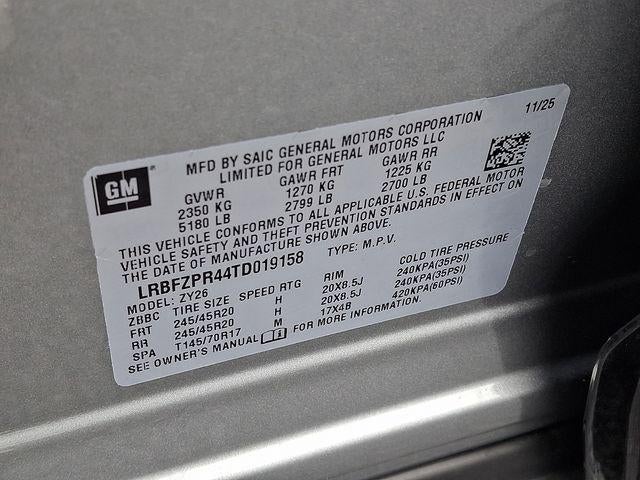 11/25
GM
MFD BY SAIC GENERAL MOTORS CORPORATION
LIMITED FOR GENERAL MOTORS LLC
GVWR GAWR FRT GAWR RR
2350 KG 1270 KG 1225 KG
5180 LB 2799 LB 2700 LB
THIS VEHICLE CONFORMS TO ALL APPLICABLE U.S. FEDERAL MOTOR
VEHICLE SAFETY AND THEFT PREVENTION STANDARDS IN EFFECT ON
THE DATE OF MANUFACTURE SHOWN ABOVE.
LRBFZPR44TD019158 TYPE: M.P.V.
MODEL: ZY26
ZBBC TIRE SIZE SPEED RTG RIM COLD TIRE PRESSURE
FRT 245/45R20 H 20X8.5J 240KPA(35PSI)
RR 245/45R20 H 20X8.5J 240KPA(35PSI)
SPA T145/70R17 M 17X4B 420KPA(60PSI)
SEE OWNER'S MANUAL FOR MORE INFORMATION.